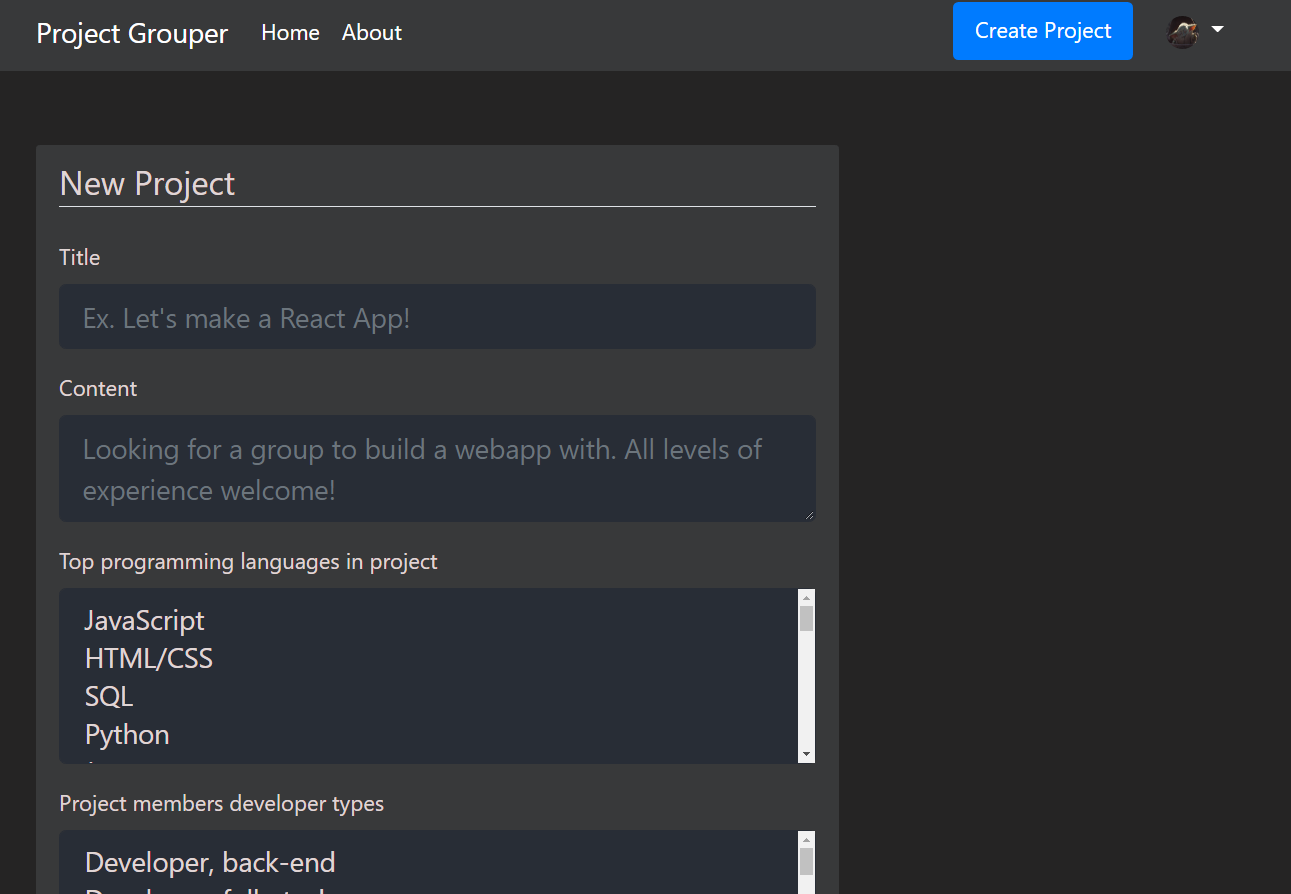 Project Grouper Home About Create Project
New Project
Title
Ex. Let's make a React App!
Content
Looking for a group to build a webapp with. All levels of
experience welcome!
Top programming languages in project
JavaScript
HTML/CSS
SQL
Python
Project members developer types
Developer, back-end